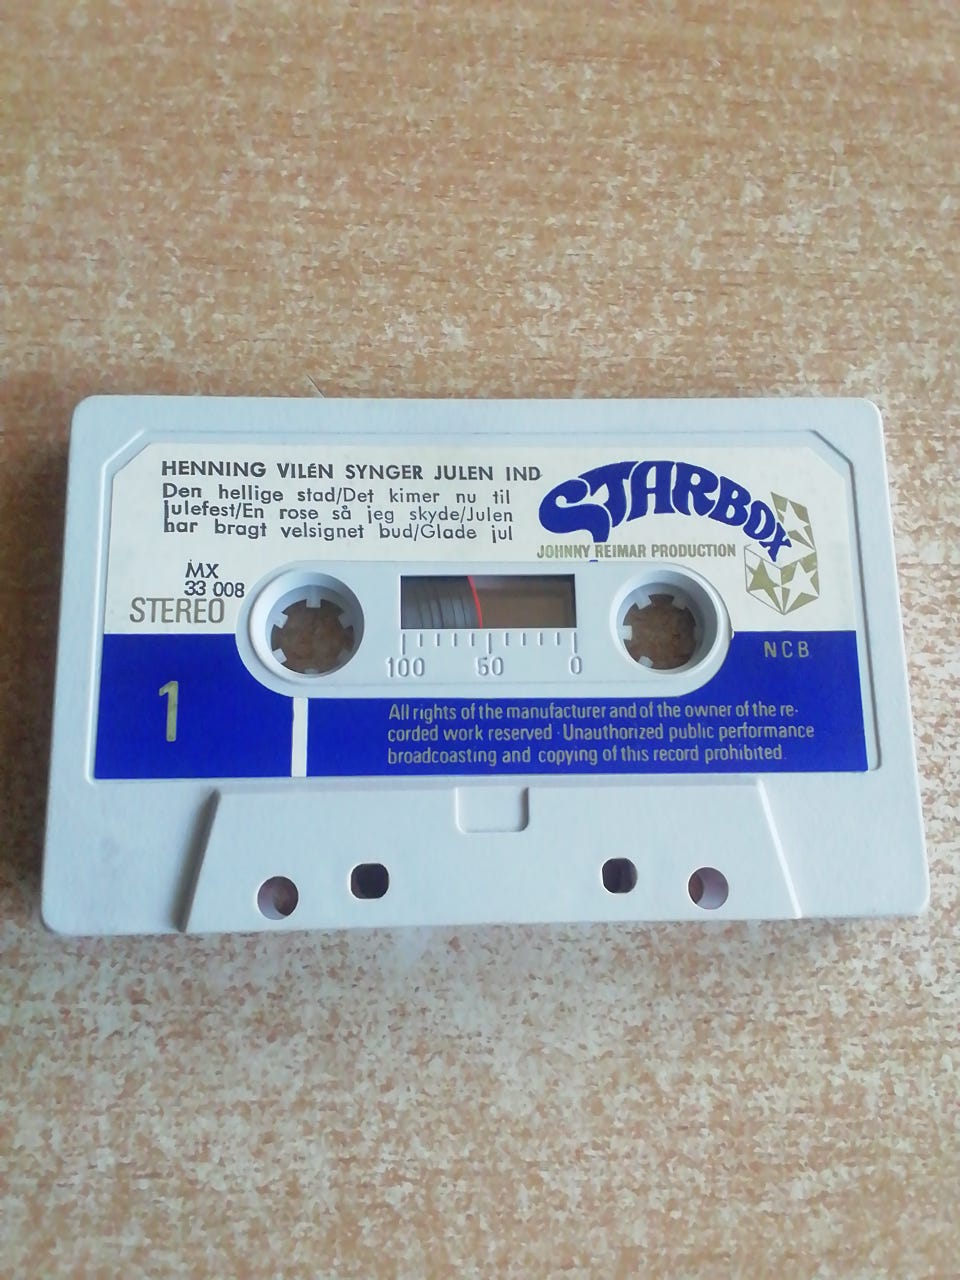 HENNING VILÉN SYNGER JULEN IND
Den hellige stad/Det kimer nu til
julefest/En rose så jeg skyde/Julen
har bragt velsignet bud/Glade jul
STARBOX
JOHNNY REIMAR PRODUCTION
MX
33 008
STEREO
100 50 0
NCB
1
All rights of the manufacturer and of the owner of the re-
corded work reserved · Unauthorized public performance
broadcoasting and copying of this record prohibited.